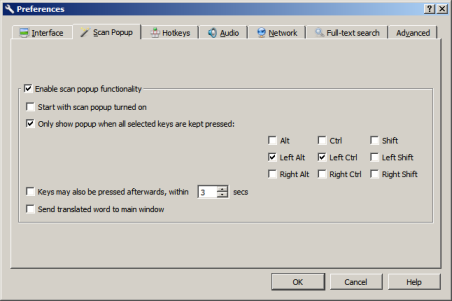 Preferences
Interface Scan Popup Hotkeys Audio Network Full-text search Advanced
Enable scan popup functionality
Start with scan popup turned on
Only show popup when all selected keys are kept pressed:
Alt Ctrl Shift
Left Alt Left Ctrl Left Shift
Right Alt Right Ctrl Right Shift
Keys may also be pressed afterwards, within 3 secs
Send translated word to main window
OK Cancel Help